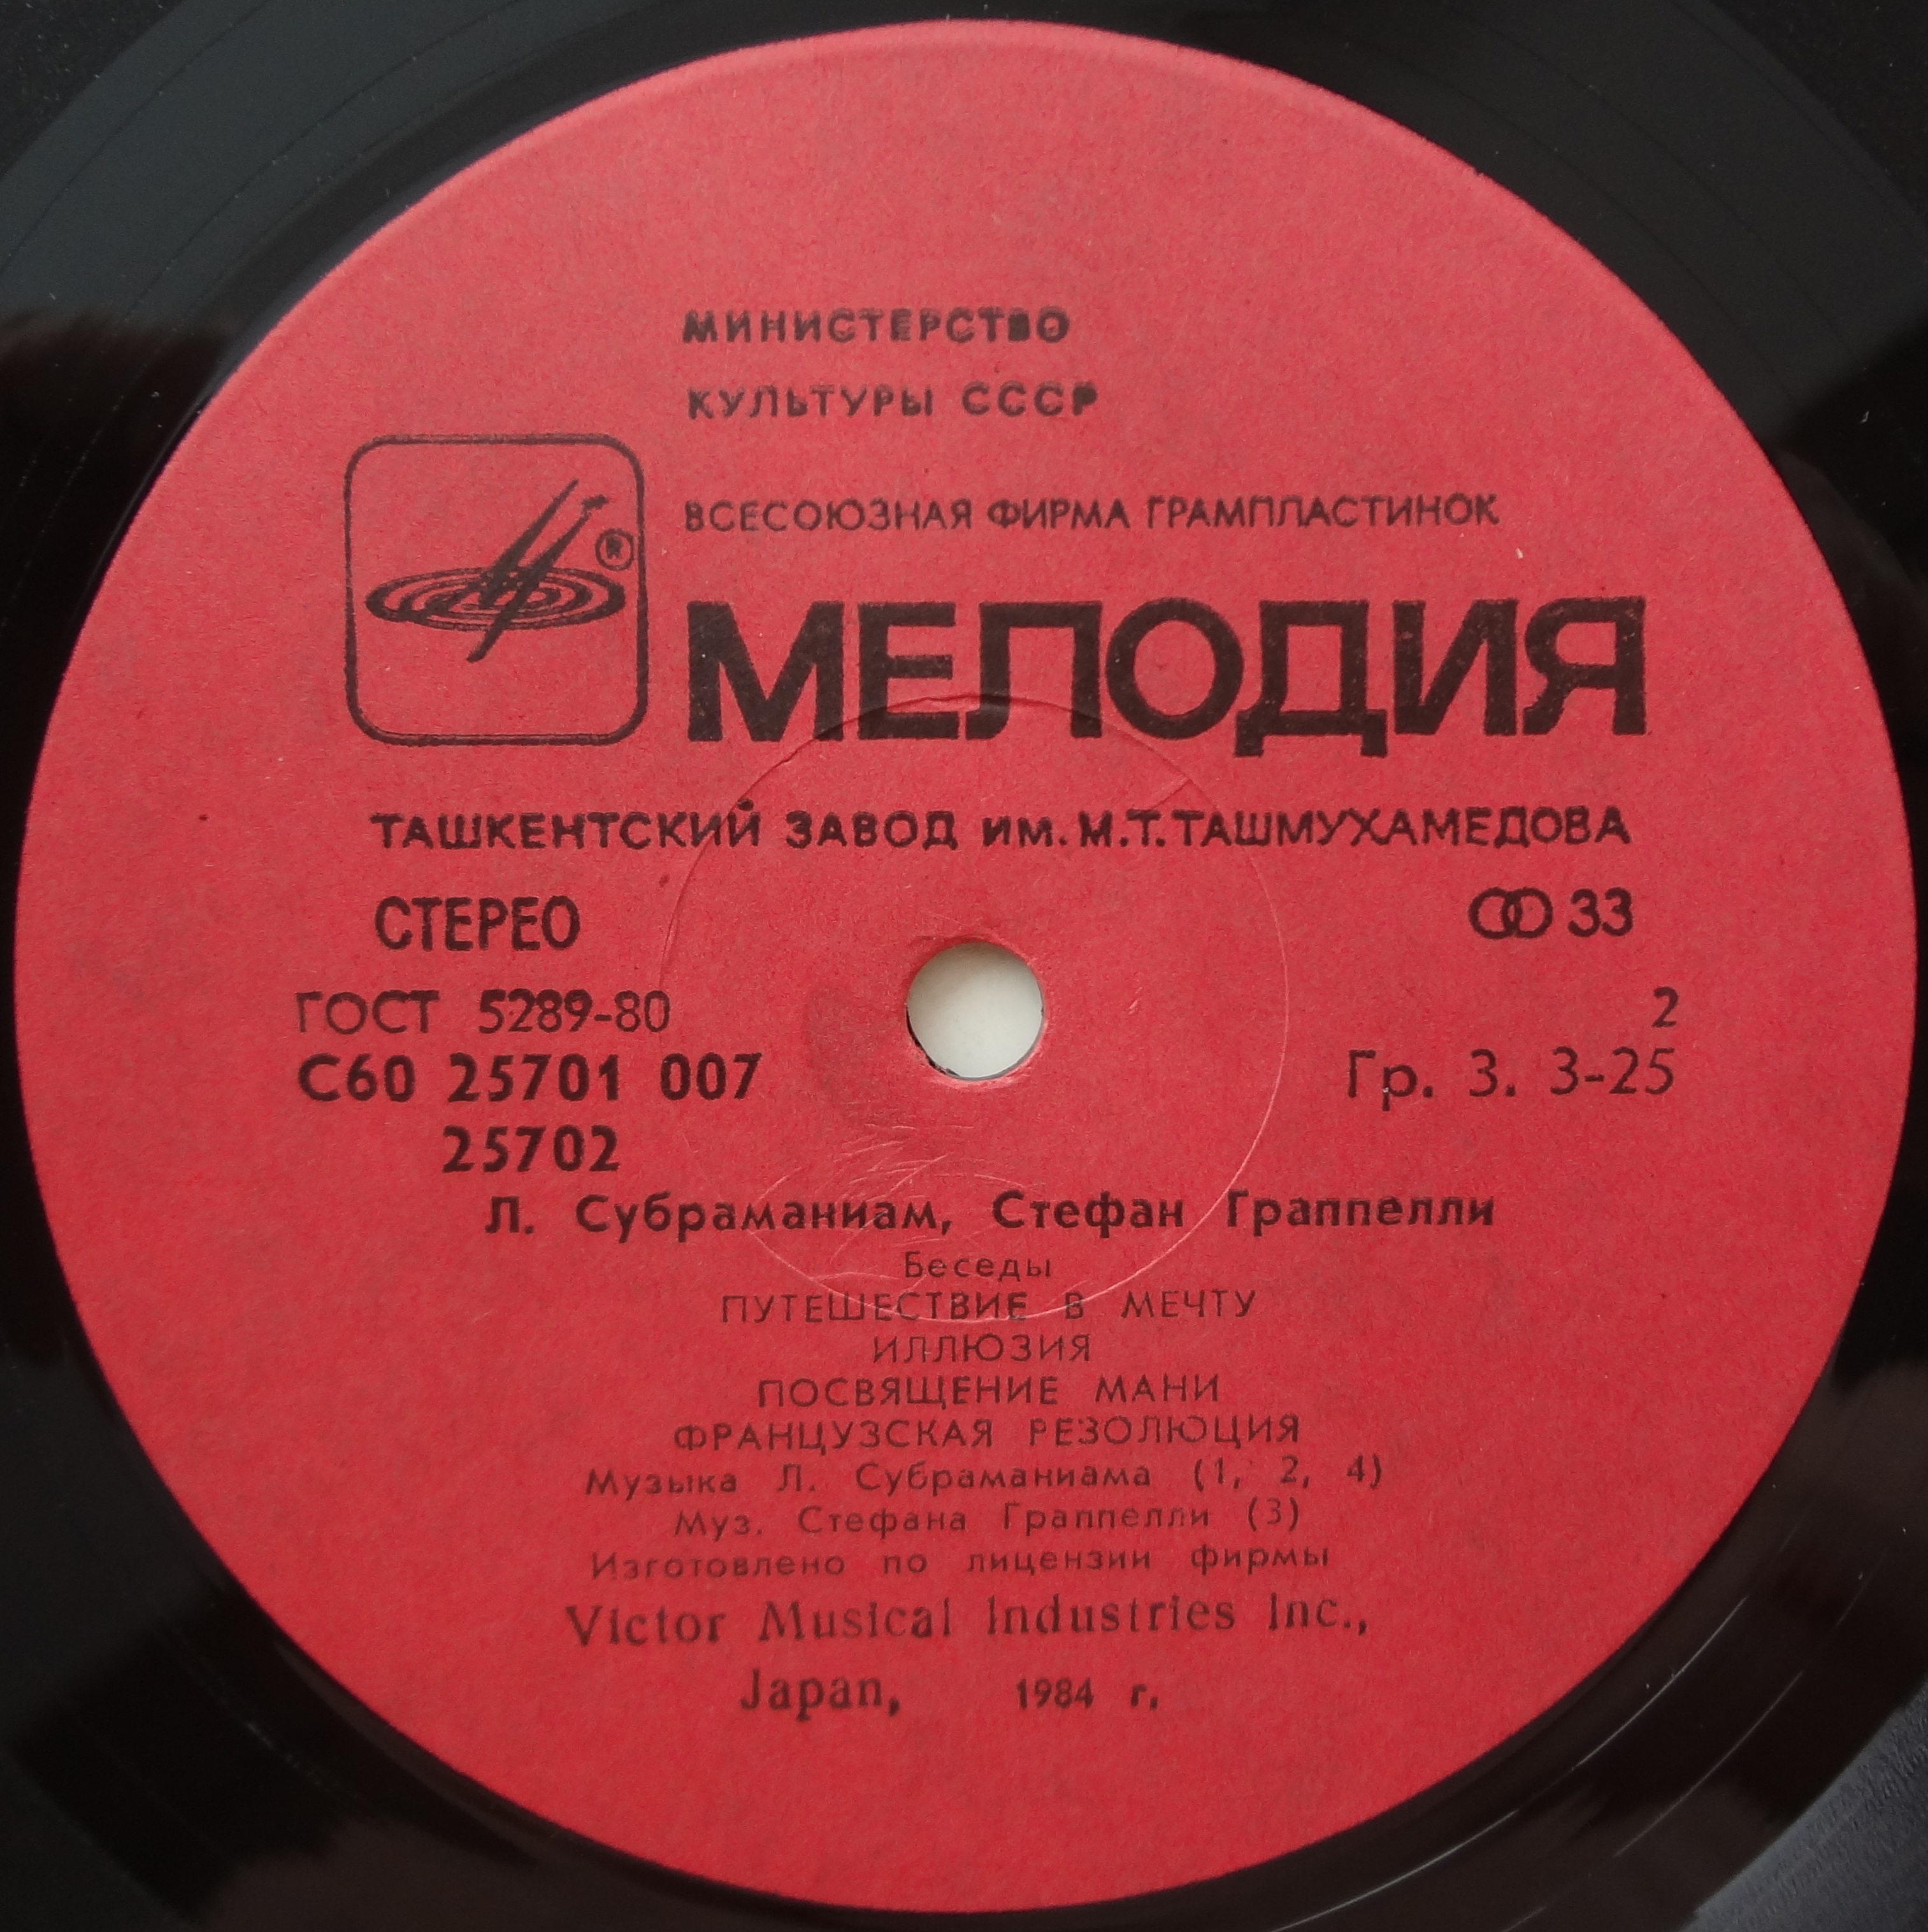 МИНИСТЕРСТВО
КУЛЬТУРЫ СССР
ВСЕСОЮЗНАЯ ФИРМА ГРАМПЛАСТИНОК
®
МЕЛОДИЯ
ТАШКЕНТСКИЙ ЗАВОД им. М.Т.ТАШМУХАМЕДОВА
СТЕРЕО 33
ГОСТ 5289-80 2
С60 25701 007 Гр. 3. 3-25
25702
Л. Субраманиам, Стефан Граппелли
Беседы
ПУТЕШЕСТВИЕ В МЕЧТУ
ИЛЛЮЗИЯ
ПОСВЯЩЕНИЕ МАНИ
ФРАНЦУЗСКАЯ РЕЗОЛЮЦИЯ
Музыка Л. Субраманиама (1, 2, 4)
Муз. Стефана Граппелли (3)
Изготовлено по лицензии фирмы
Victor Musical Industries Inc.,
Japan, 1984 г.